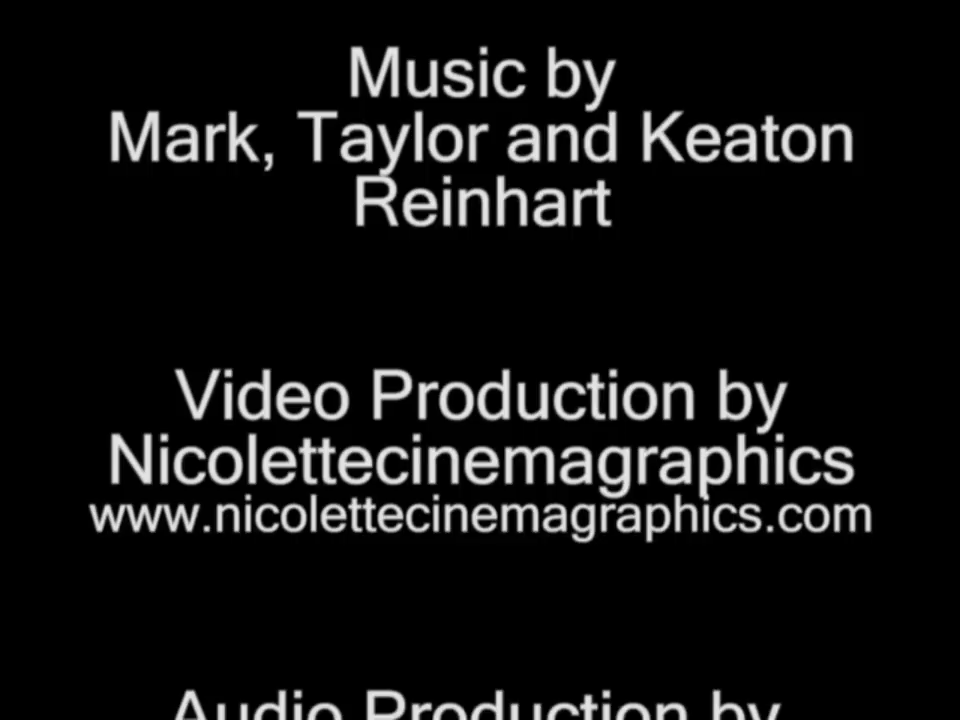 Music by
Mark, Taylor and Keaton
Reinhart
Video Production by
Nicolettecinemagraphics
www.nicolettecinemagraphics.com
Audio Production by